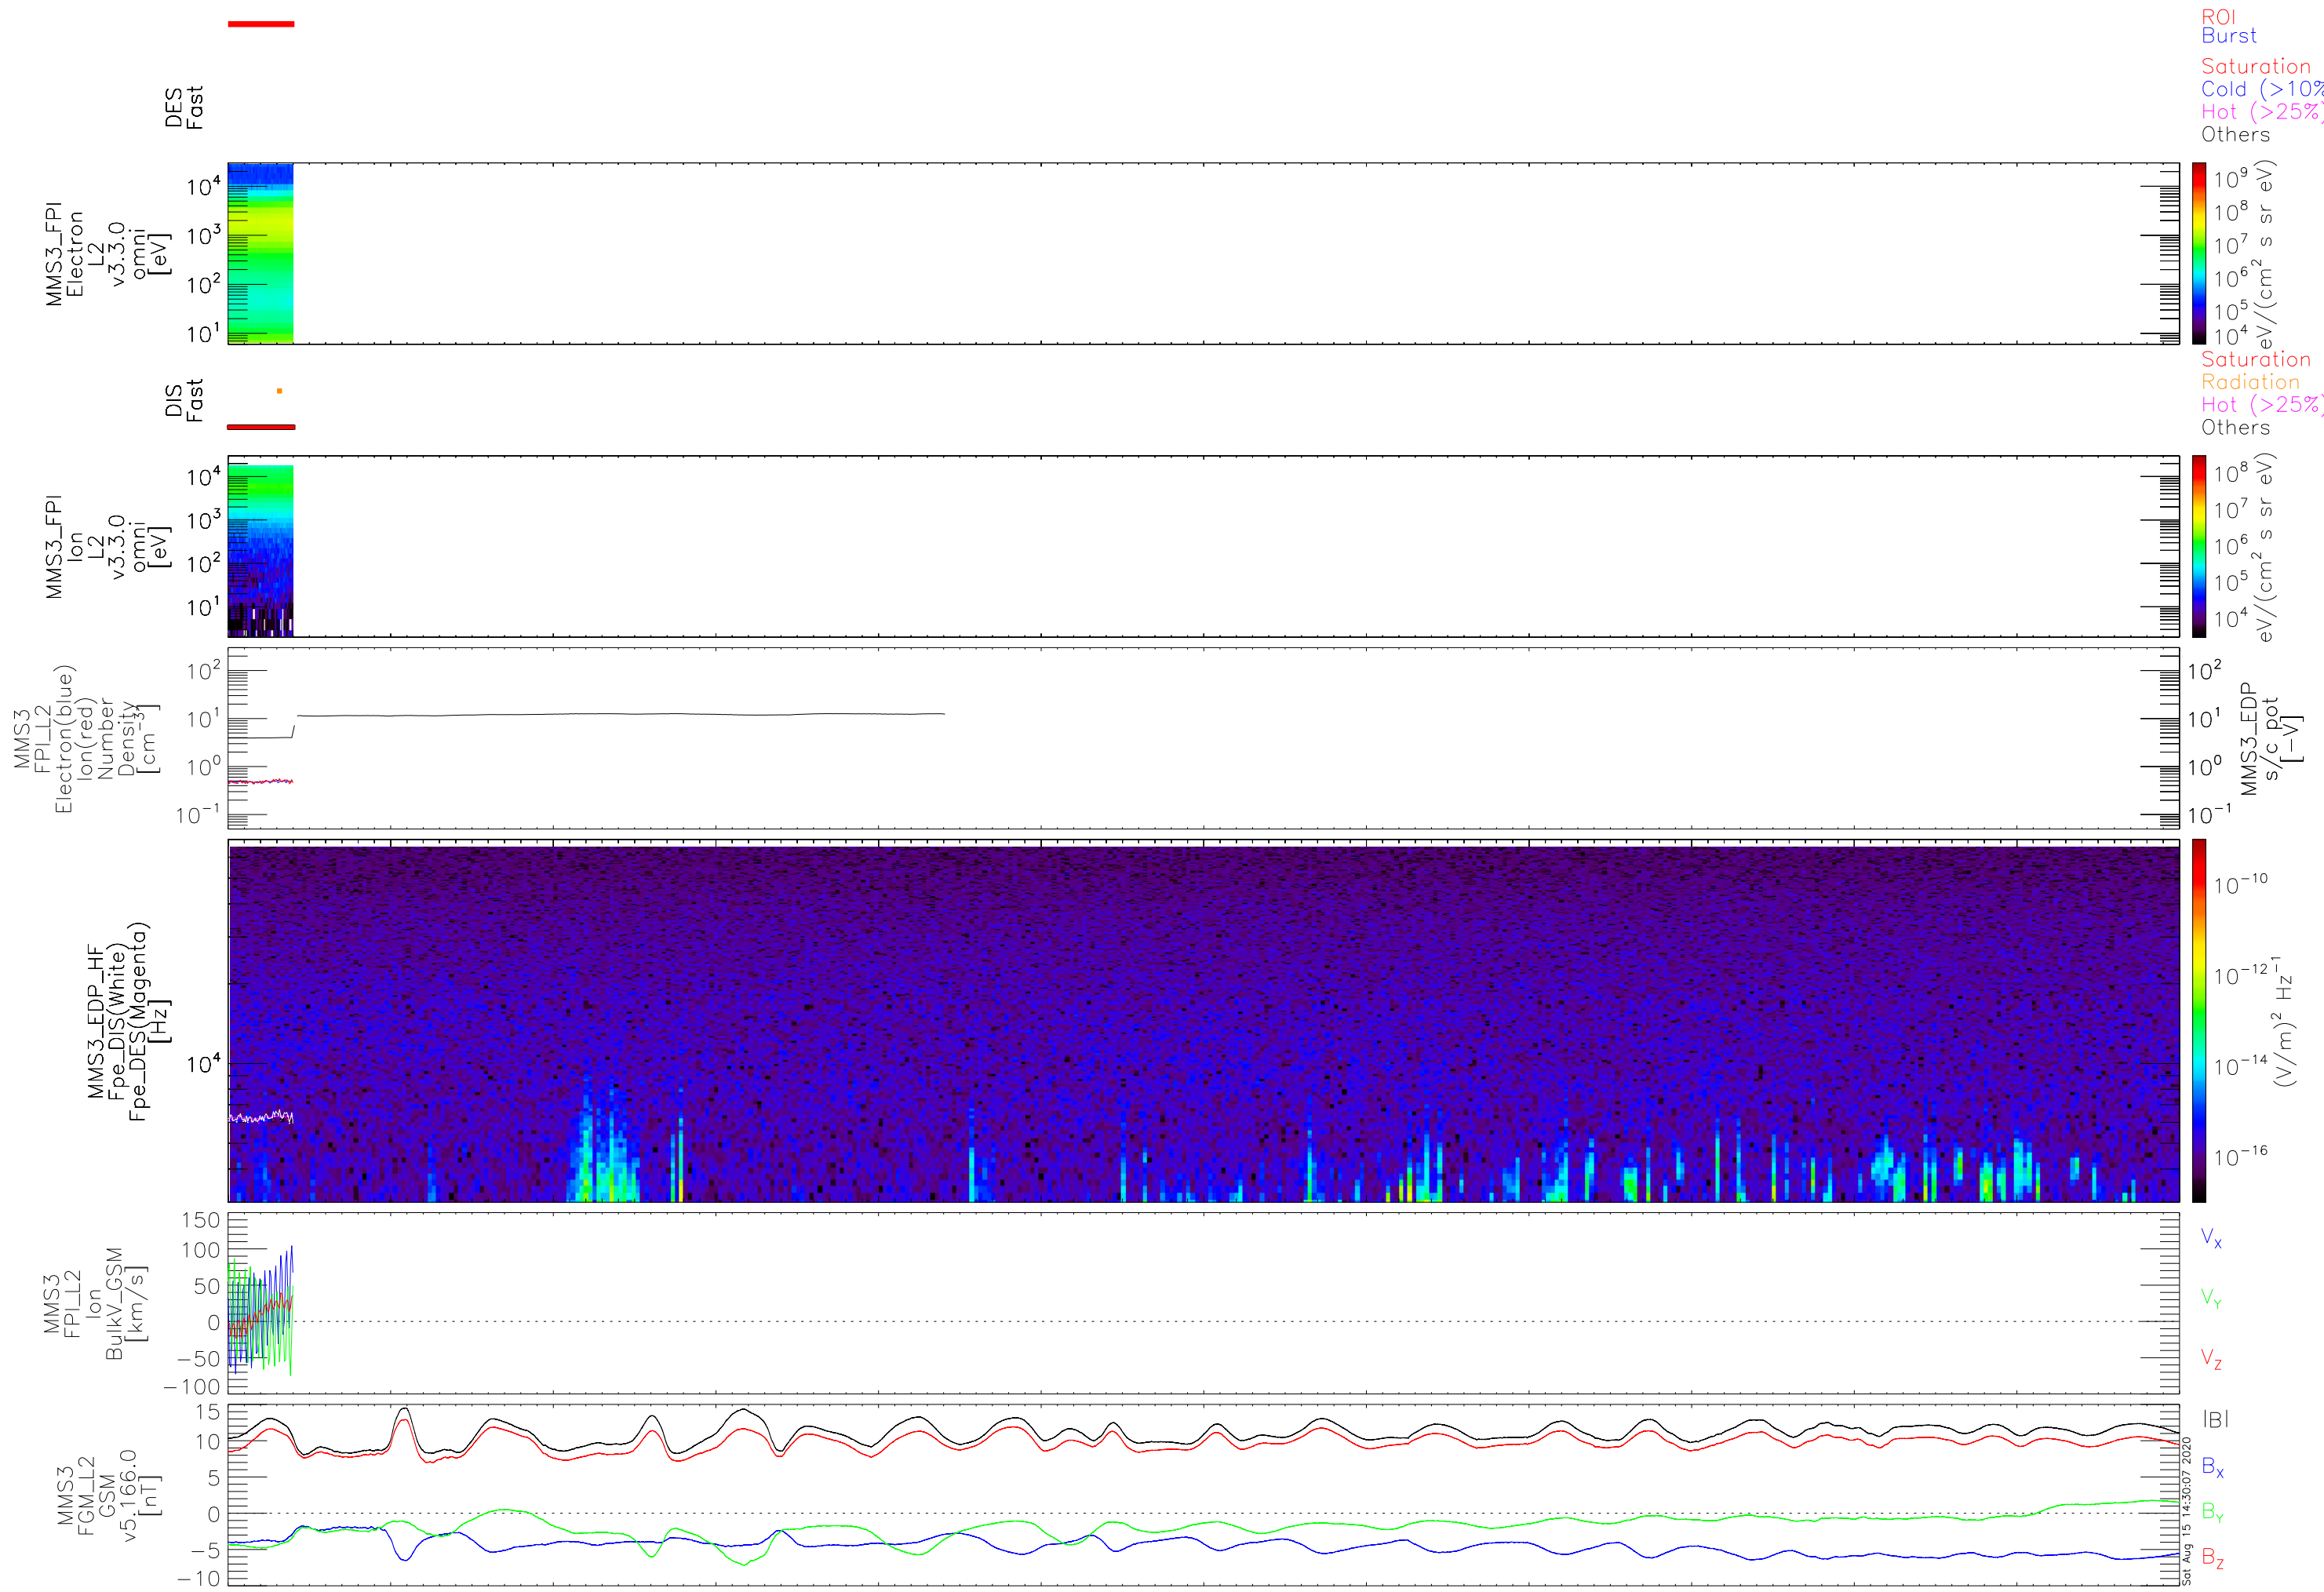 ROI
Burst
Saturation
Cold (>10%
Hot (>25%)
Others
DES
Fast
MMS3_FPI
Electron
L2
v3.3.0
omni
[eV]
10^4
10^3
10^2
10^1
10^9
10^8
10^7
10^6
10^5
10^4
eV/(cm^2 s sr eV)
Saturation
Radiation
Hot (>25%)
Others
DIS
Fast
MMS3_FPI
Ion
L2
v3.3.0
omni
[eV]
10^4
10^3
10^2
10^1
10^8
10^7
10^6
10^5
10^4
eV/(cm^2 s sr eV)
MMS3
FPI_L2
Electron(blue)
Ion(red)
Number
Density
[cm^-3]
10^2
10^1
10^0
10^-1
10^2
10^1
10^0
10^-1
MMS3_EDP
s/c pot
[-V]
MMS3_EDP_HF
Fpe_DIS(White)
Fpe_DES(Magenta)
[Hz]
10^4
10^-10
10^-12
10^-14
10^-16
(V/m)^2 Hz^-1
MMS3
FPI_L2
Ion
BulkV_GSM
[km/s]
150
100
50
0
-50
-100
V_X
V_Y
V_Z
MMS3
FGM_L2
GSM
v5.166.0
[nT]
15
10
5
0
-5
-10
|B|
B_X
B_Y
B_Z
Sat Aug 15 14:30:07 2020